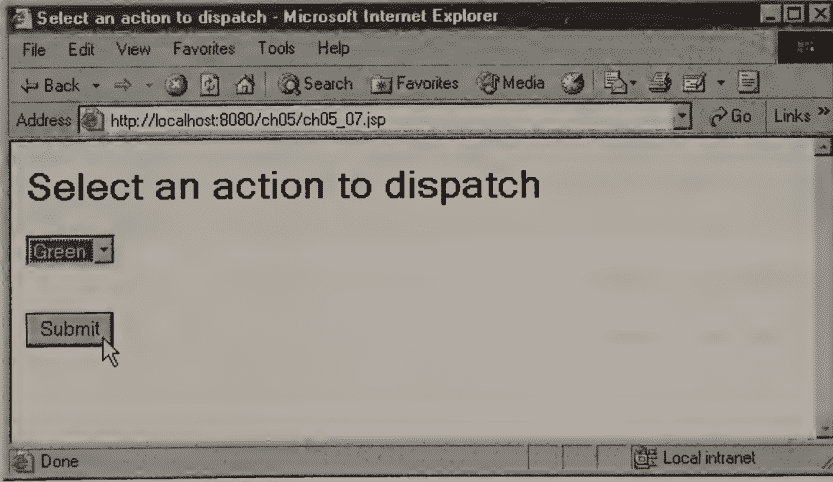 Select an action to dispatch - Microsoft Internet Explorer
File Edit View Favorites Tools Help
Back Search Favorites Media
Address http://localhost:8080/ch05/ch05_07.jsp Go Links »
Select an action to dispatch
Green
Submit
Done Local intranet